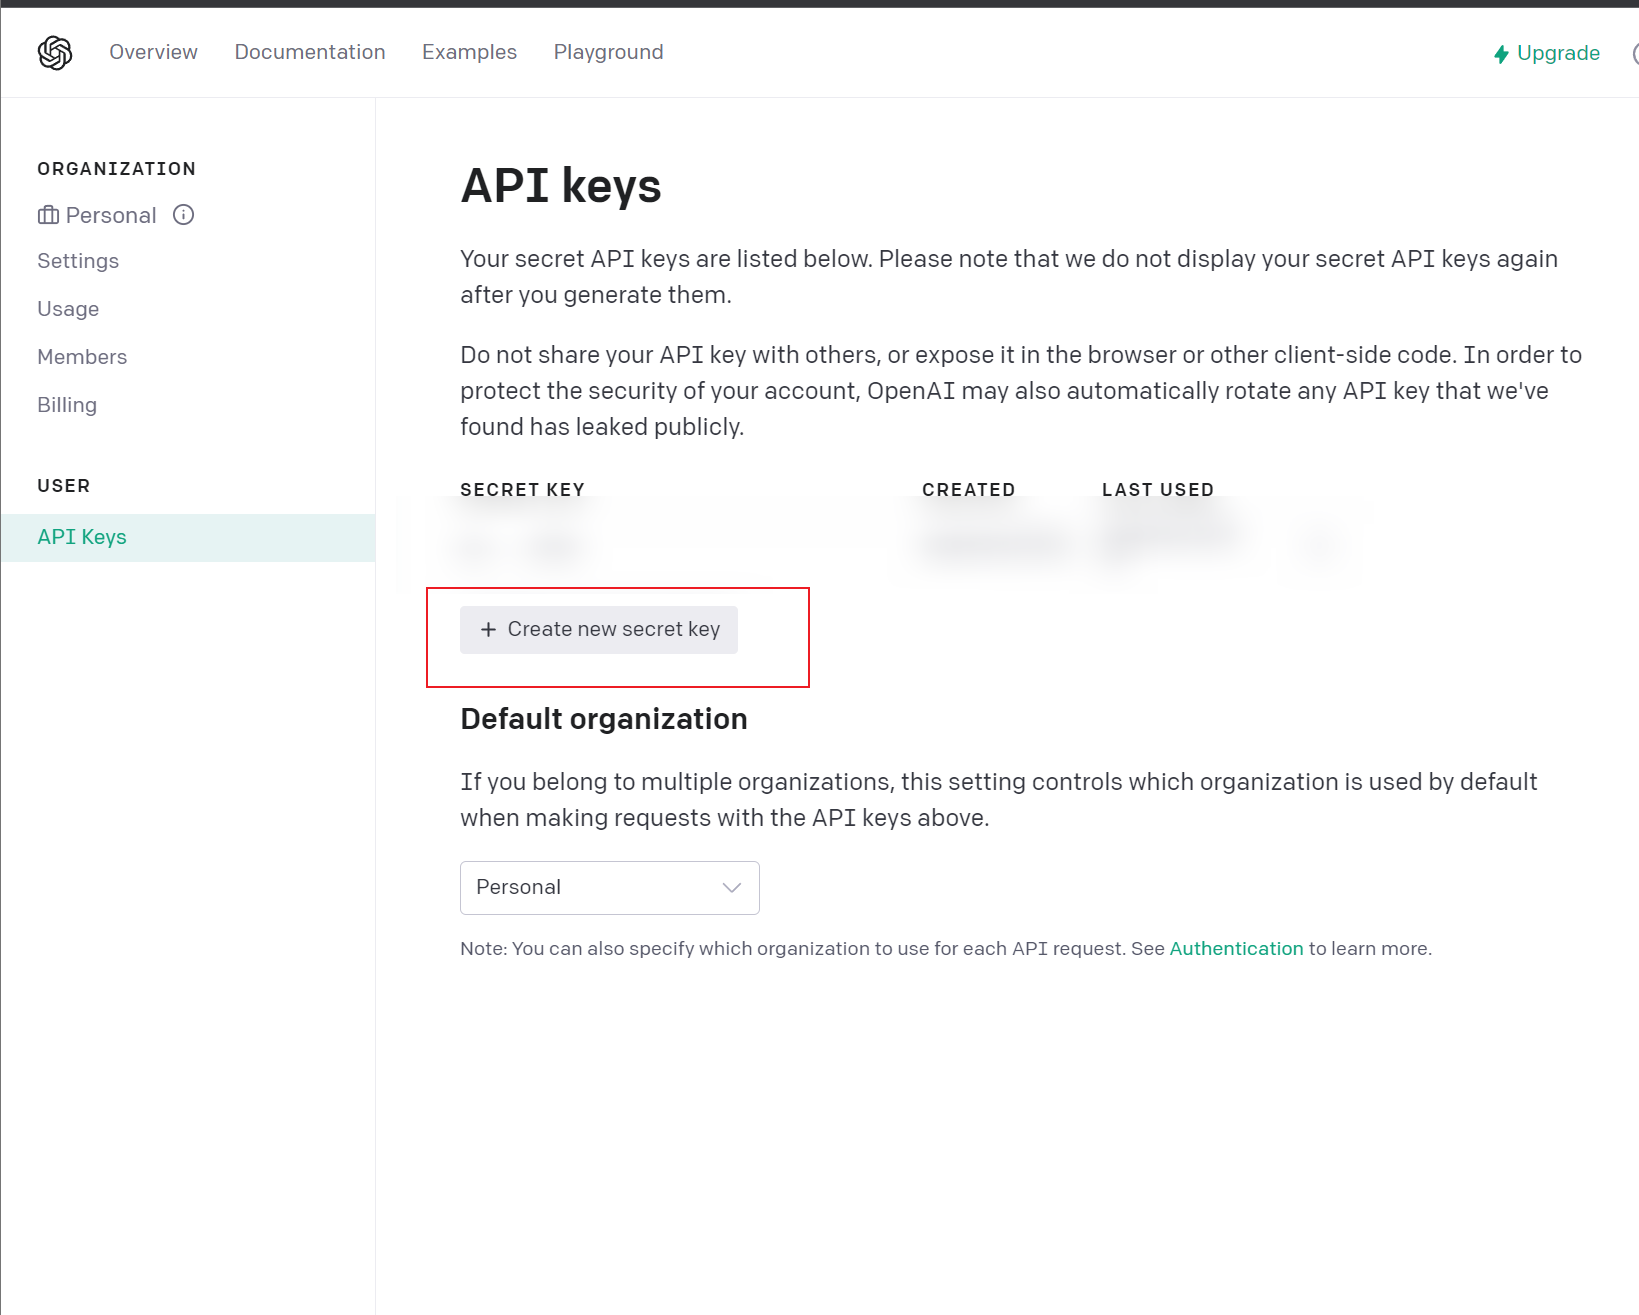 Overview Documentation Examples Playground Upgrade
ORGANIZATION
Personal
Settings
Usage
Members
Billing
USER
API Keys
API keys
Your secret API keys are listed below. Please note that we do not display your secret API keys again
after you generate them.
Do not share your API key with others, or expose it in the browser or other client-side code. In order to
protect the security of your account, OpenAI may also automatically rotate any API key that we've
found has leaked publicly.
SECRET KEY CREATED LAST USED
+ Create new secret key
Default organization
If you belong to multiple organizations, this setting controls which organization is used by default
when making requests with the API keys above.
Personal
Note: You can also specify which organization to use for each API request. See Authentication to learn more.